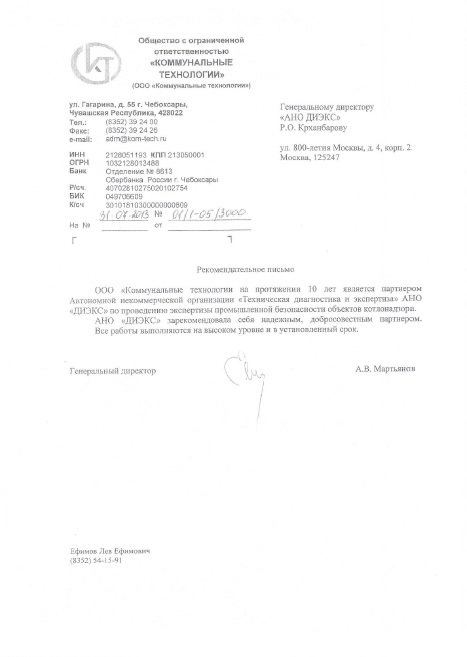 Общество с ограниченной
ответственностью
«КОММУНАЛЬНЫЕ
ТЕХНОЛОГИИ»
(ООО «Коммунальные технологии»)
ул. Гагарина, д. 55 г. Чебоксары,
Чувашская Республика, 428022
Тел.: (8352) 39 24 00
Факс: (8352) 39 24 26
e-mail: adm@kom-tech.ru
ИНН 2128051193 КПП 213050001
ОГРН 1032128013488
Банк Отделение № 8613
Сбербанка России г. Чебоксары
Р/сч. 40702810275020102754
БИК 049706609
К/сч 30101810300000000609
31.07.2013 № 01/1-05/3000
На № от
Генеральному директору
«АНО ДИЭКС»
Р.О. Крханбарову
ул. 800-летия Москвы, д. 4, корп. 2
Москва, 125247
Рекомендательное письмо
ООО «Коммунальные технологии на протяжении 10 лет является партнером
Автономной некоммерческой организации «Техническая диагностика и экспертиза» АНО
«ДИЭКС» по проведению экспертизы промышленной безопасности объектов котлонадзора.
АНО «ДИЭКС» зарекомендовала себя надежным, добросовестным партнером.
Все работы выполняются на высоком уровне и в установленный срок.
Генеральный директор А.В. Мартьянов
Ефимов Лев Ефимович
(8352) 54-15-91